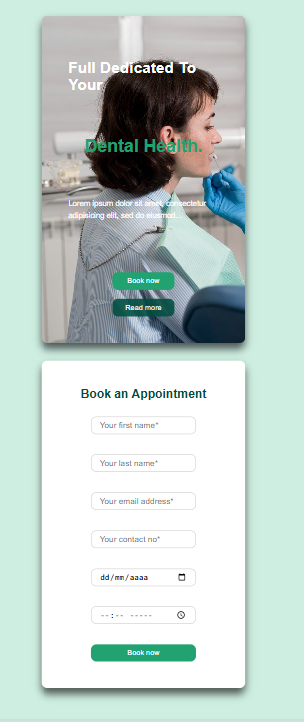 Full Dedicated To
Your
Dental Health.
Lorem ipsum dolor sit amet, consectetur
adipisicing elit, sed do eiusmod...
Book now
Read more
Book an Appointment
Your first name*
Your last name*
Your email address*
Your contact no*
dd/mm/aaaa
--:-- -----
Book now